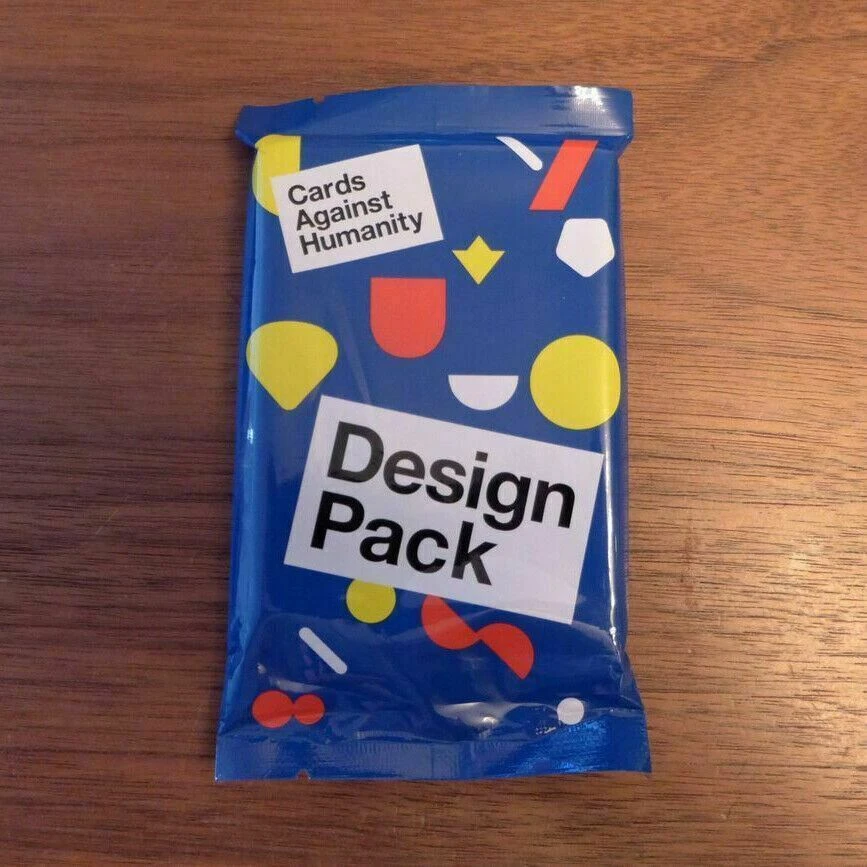 Cards
Against
Humanity
Design
Pack